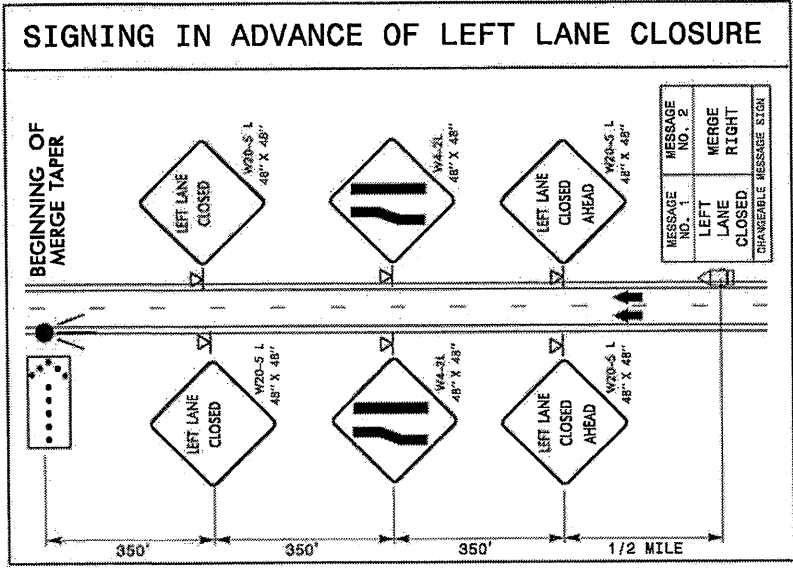 SIGNING IN ADVANCE OF LEFT LANE CLOSURE
BEGINNING OF
MERGE TAPER
LEFT LANE
CLOSED
W20-5 L
48" X 48"
W4-2L
48" X 48"
LEFT LANE
CLOSED
AHEAD
W20-5 L
48" X 48"
MESSAGE
NO. 1
MESSAGE
NO. 2
LEFT
LANE
CLOSED
MERGE
RIGHT
CHANGEABLE MESSAGE SIGN
LEFT LANE
CLOSED
W20-5 L
48" X 48"
W4-2L
48" X 48"
LEFT LANE
CLOSED
AHEAD
W20-5 L
48" X 48"
350'
350'
350'
1/2 MILE